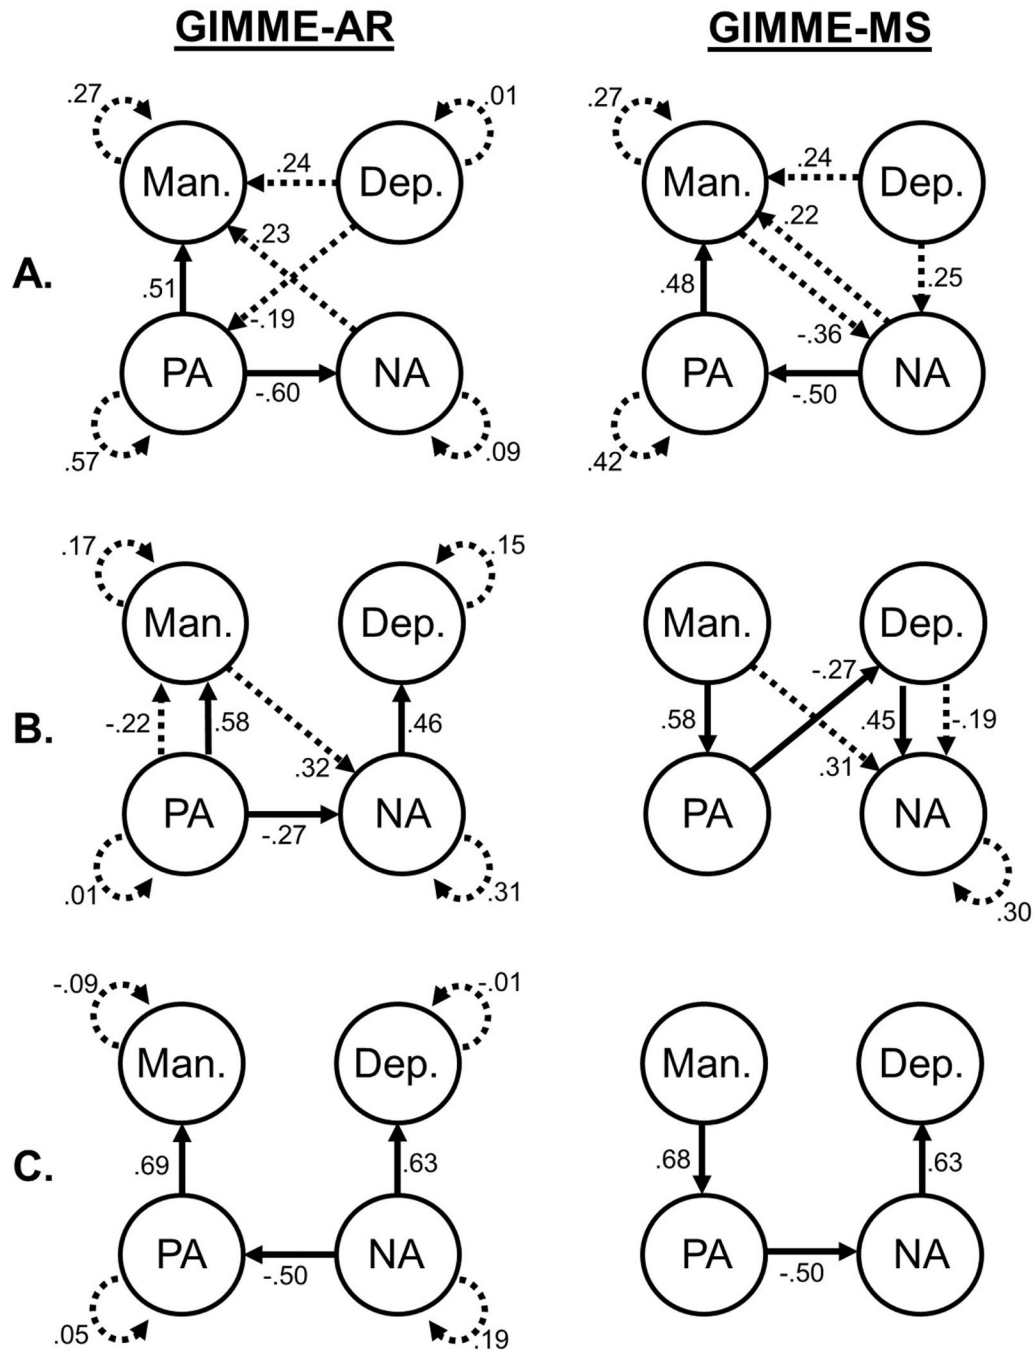 GIMME-AR GIMME-MS
.27 .01 .27
.24 .24
Man. Dep. Man. Dep.
.23 .22
A.
.51 -.19 .48 -.36 .25
PA NA PA NA
-.60 -.50
.57 .09 .42
.17 .15
Man. Dep. Man. Dep.
-.27
B.
-.22 .58 .46 .58 .45 -.19
.32 .31
PA NA PA NA
-.27
.01 .31 .30
-.09 -.01
Man. Dep. Man. Dep.
C.
.69 .63 .68 .63
PA NA PA NA
-.50 -.50
.05 .19